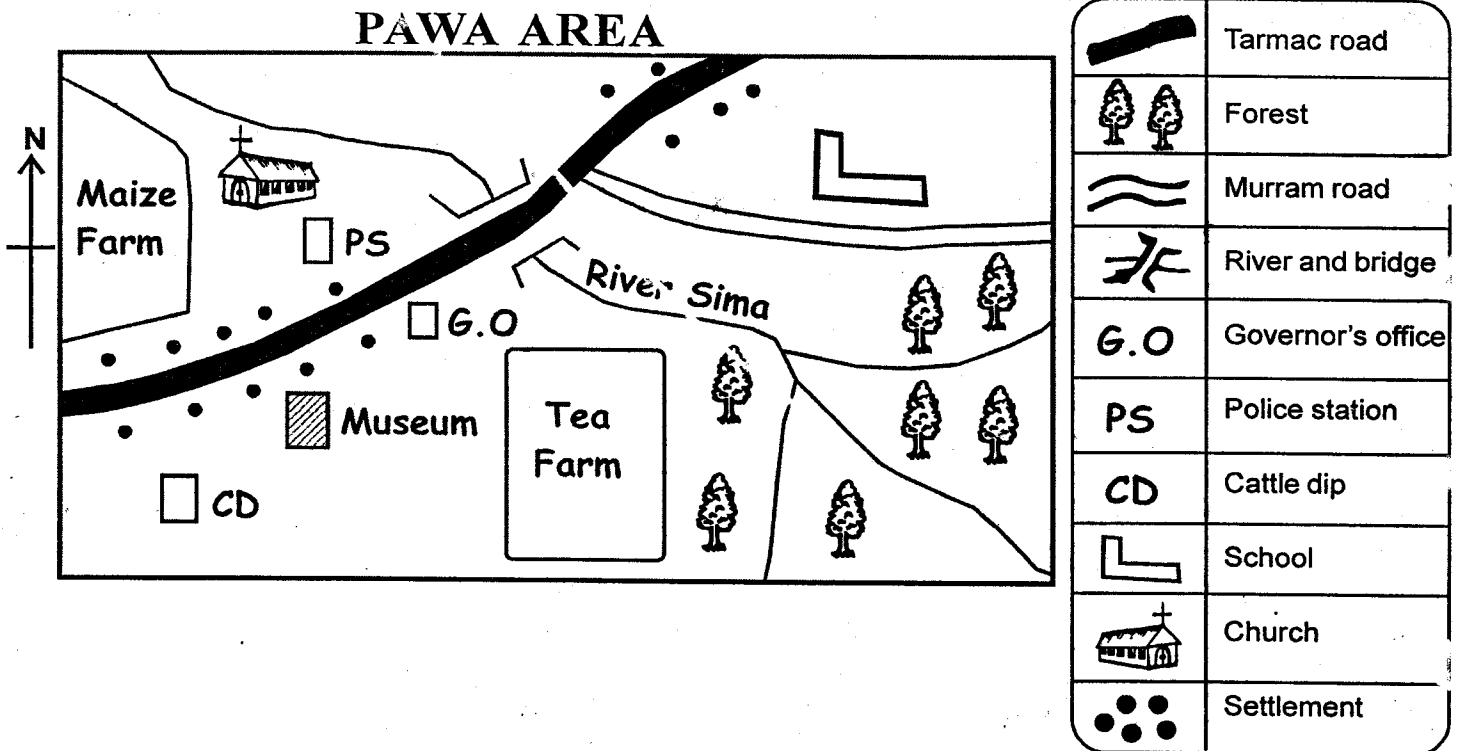 PAWA AREA
N
Maize
Farm
PS
G.O
River Sima
Museum
Tea
Farm
CD
Tarmac road
Forest
Murram road
River and bridge
G.O Governor's office
PS Police station
CD Cattle dip
School
Church
Settlement